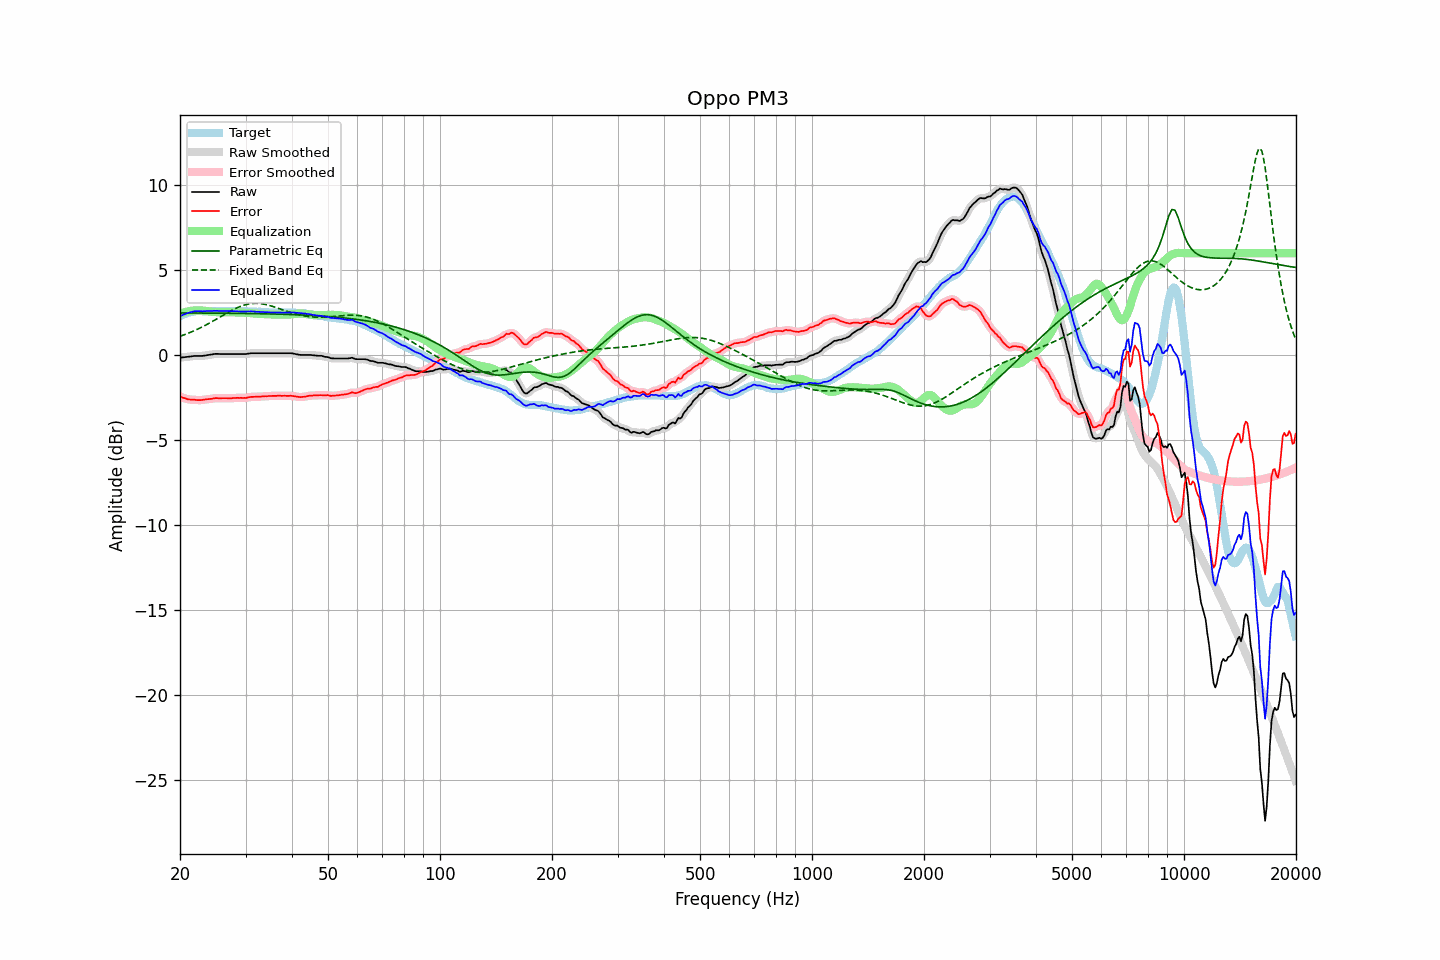 Oppo PM3
Target
Raw Smoothed
Error Smoothed
Raw
Error
Equalization
Parametric Eq
Fixed Band Eq
Equalized
Amplitude (dBr)
10
5
0
−5
−10
−15
−20
−25
20
50
100
200
500
1000
2000
5000
10000
20000
Frequency (Hz)